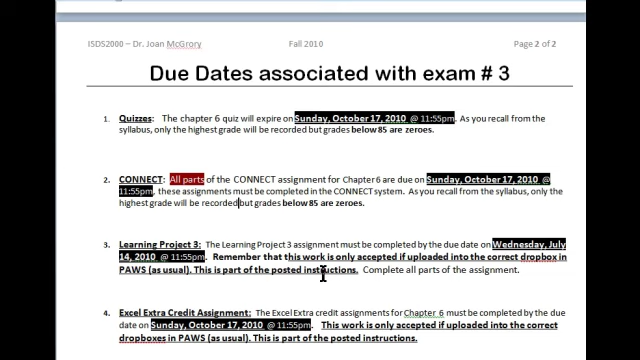 ISDS2000 – Dr. Joan McGrory Fall 2010 Page 2 of 2
Due Dates associated with exam # 3
1. Quizzes: The chapter 6 quiz will expire on Sunday, October 17, 2010 @ 11:55pm. As you recall from the
syllabus, only the highest grade will be recorded but grades below 85 are zeroes.
2. CONNECT: All parts of the CONNECT assignment for Chapter 6 are due on Sunday, October 17, 2010 @
11:55pm, these assignments must be completed in the CONNECT system. As you recall from the syllabus, only the
highest grade will be recorded but grades below 85 are zeroes.
3. Learning Project 3: The Learning Project 3 assignment must be completed by the due date on Wednesday, July
14, 2010 @ 11:55pm. Remember that this work is only accepted if uploaded into the correct dropbox in
PAWS (as usual). This is part of the posted instructions. Complete all parts of the assignment.
4. Excel Extra Credit Assignment: The Excel Extra credit assignments for Chapter 6 must be completed by the due
date on Sunday, October 17, 2010 @ 11:55pm. This work is only accepted if uploaded into the correct
dropboxes in PAWS (as usual). This is part of the posted instructions.